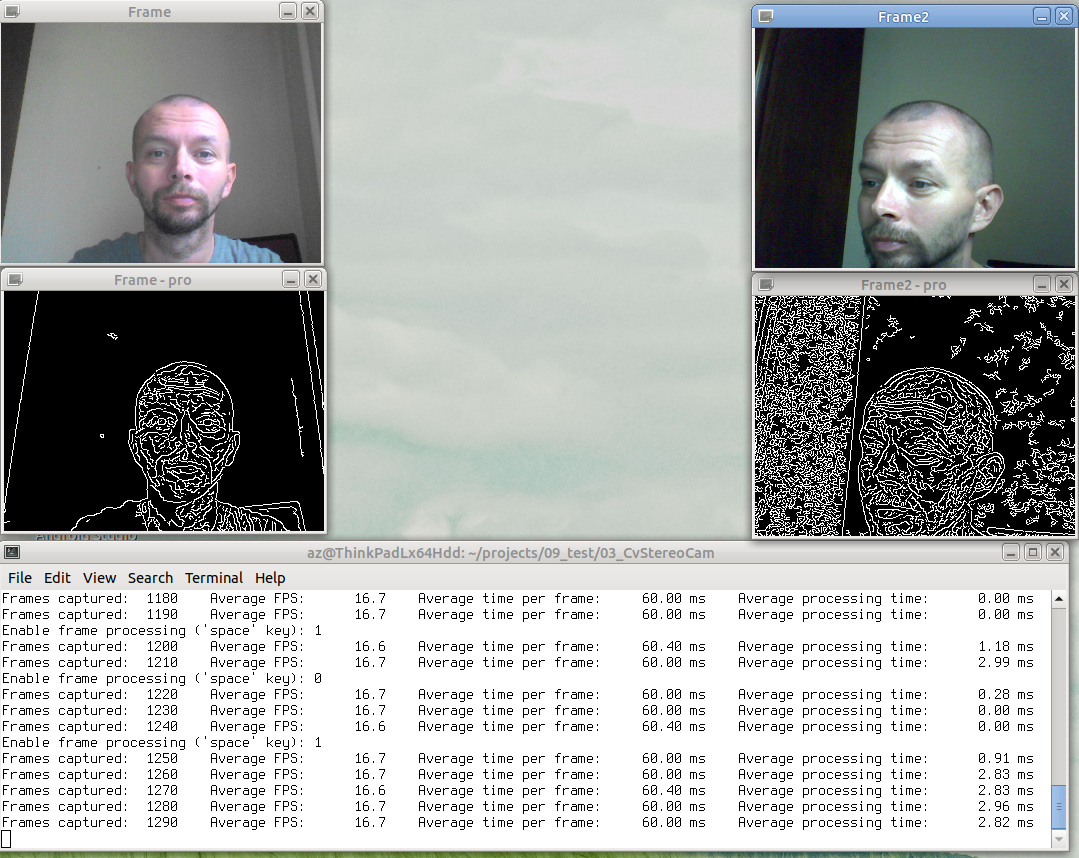 Frame
Frame2
Frame - pro
Frame2 - pro
Android Studio
az@ThinkPadLx64Hdd: ~/projects/09_test/03_CvStereoCam
File Edit View Search Terminal Help
Frames captured: 1180 Average FPS: 16.7 Average time per frame: 60.00 ms Average processing time: 0.00 ms
Frames captured: 1190 Average FPS: 16.7 Average time per frame: 60.00 ms Average processing time: 0.00 ms
Enable frame processing ('space' key): 1
Frames captured: 1200 Average FPS: 16.6 Average time per frame: 60.40 ms Average processing time: 1.18 ms
Frames captured: 1210 Average FPS: 16.7 Average time per frame: 60.00 ms Average processing time: 2.99 ms
Enable frame processing ('space' key): 0
Frames captured: 1220 Average FPS: 16.7 Average time per frame: 60.00 ms Average processing time: 0.28 ms
Frames captured: 1230 Average FPS: 16.7 Average time per frame: 60.00 ms Average processing time: 0.00 ms
Frames captured: 1240 Average FPS: 16.6 Average time per frame: 60.40 ms Average processing time: 0.00 ms
Enable frame processing ('space' key): 1
Frames captured: 1250 Average FPS: 16.7 Average time per frame: 60.00 ms Average processing time: 0.91 ms
Frames captured: 1260 Average FPS: 16.7 Average time per frame: 60.00 ms Average processing time: 2.83 ms
Frames captured: 1270 Average FPS: 16.6 Average time per frame: 60.40 ms Average processing time: 2.83 ms
Frames captured: 1280 Average FPS: 16.7 Average time per frame: 60.00 ms Average processing time: 2.96 ms
Frames captured: 1290 Average FPS: 16.7 Average time per frame: 60.00 ms Average processing time: 2.82 ms